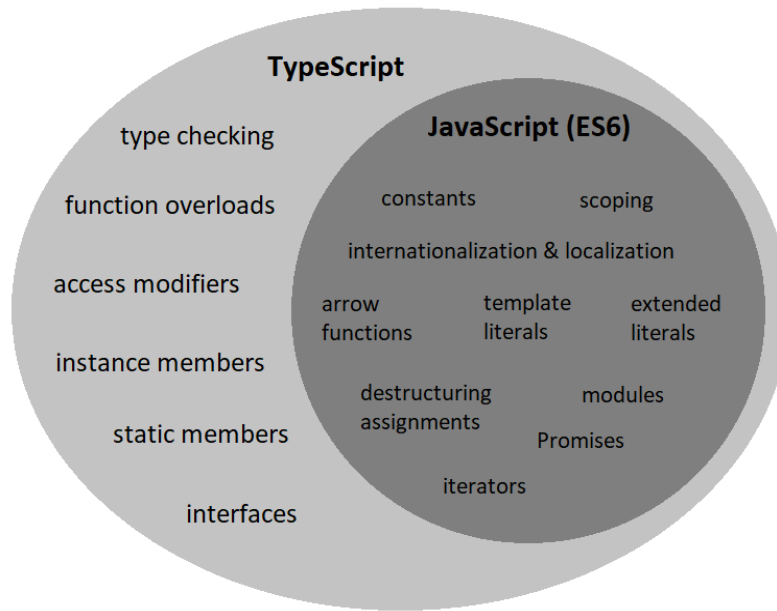 TypeScript
type checking
function overloads
access modifiers
instance members
static members
interfaces
JavaScript (ES6)
constants
scoping
internationalization & localization
arrow
functions
template
literals
extended
literals
destructuring
assignments
modules
Promises
iterators